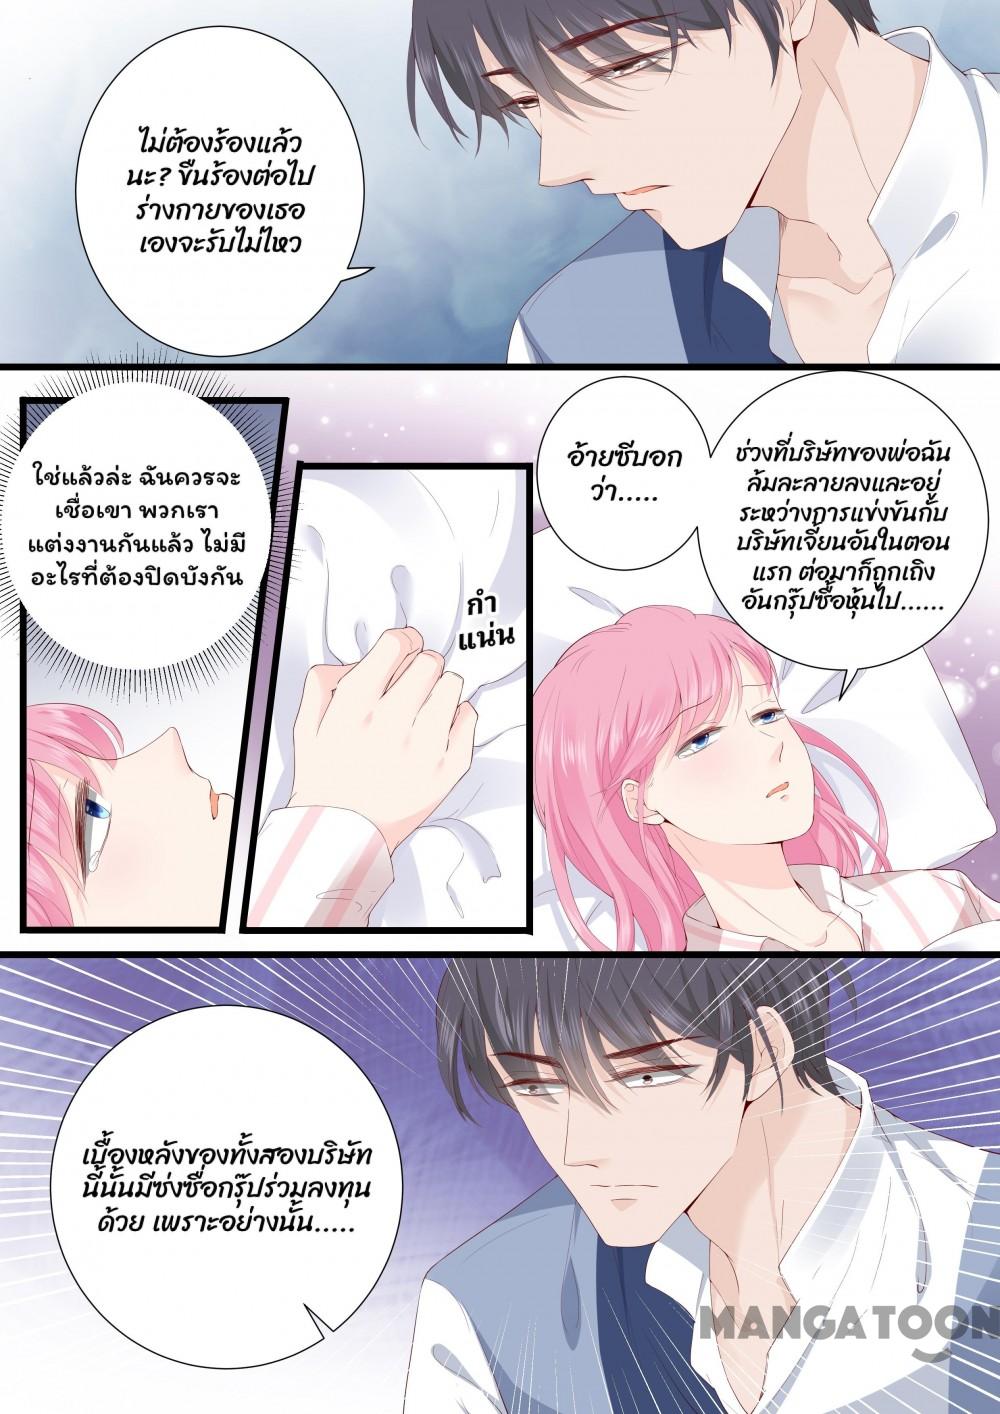 ไม่ต้องร้องแล้ว
นะ? ขืนร้องต่อไป
ร่างกายของเธอ
เองจะรับไม่ไหว
ใช่แล้วล่ะ ฉันควรจะ
เชื่อเขา พวกเรา
แต่งงานกันแล้ว ไม่มี
อะไรที่ต้องปิดบังกัน
กำ
แน่น
อ้ายซีบอก
ว่า.....
ช่วงที่บริษัทของพ่อฉัน
ล้มละลายลงและอยู่
ระหว่างการแข่งขันกับ
บริษัทเจี้ยนอันในตอน
แรก ต่อมาก็ถูกเถิง
อันกรุ๊ปซื้อหุ้นไป......
เบื้องหลังของทั้งสองบริษัท
นี้นั้นมีซ่งซื่อกรุ๊ปร่วมลงทุน
ด้วย เพราะอย่างนั้น.....
MANGATOON